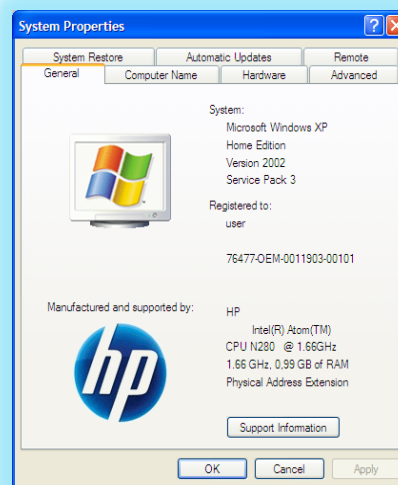 System Properties
System Restore Automatic Updates Remote
General Computer Name Hardware Advanced
System:
Microsoft Windows XP
Home Edition
Version 2002
Service Pack 3
Registered to:
user
76477-OEM-0011903-00101
Manufactured and supported by:
HP
Intel(R) Atom(TM)
CPU N280 @ 1.66GHz
1.66 GHz, 0,99 GB of RAM
Physical Address Extension
hp
Support Information
OK Cancel Apply